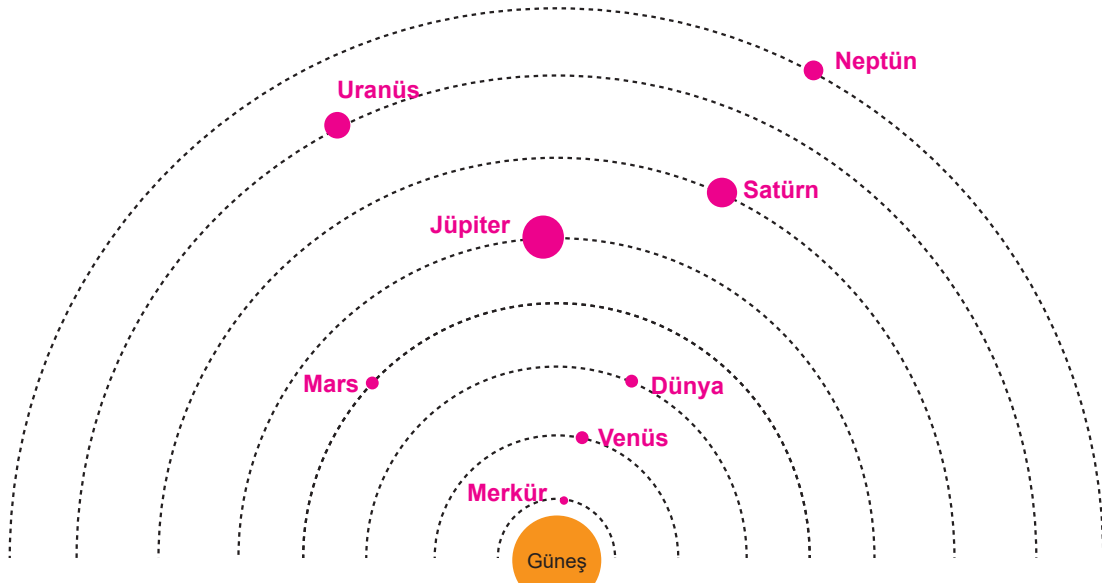 Neptün
Uranüs
Satürn
Jüpiter
Mars
Dünya
Venüs
Merkür
Güneş